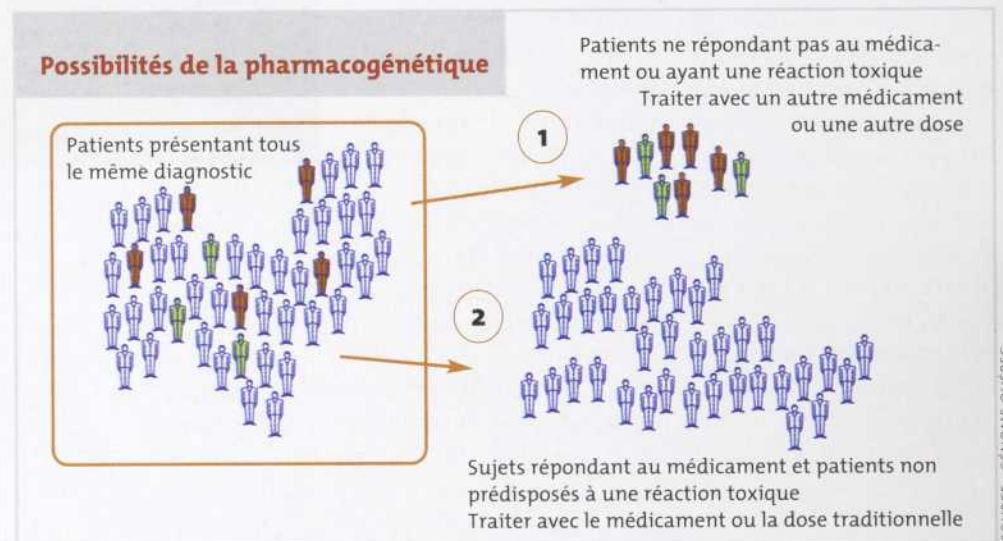 Possibilités de la pharmacogénétique
Patients présentant tous
le même diagnostic
1
Patients ne répondant pas au médica-
ment ou ayant une réaction toxique
Traiter avec un autre médicament
ou une autre dose
2
Sujets répondant au médicament et patients non
prédisposés à une réaction toxique
Traiter avec le médicament ou la dose traditionnelle